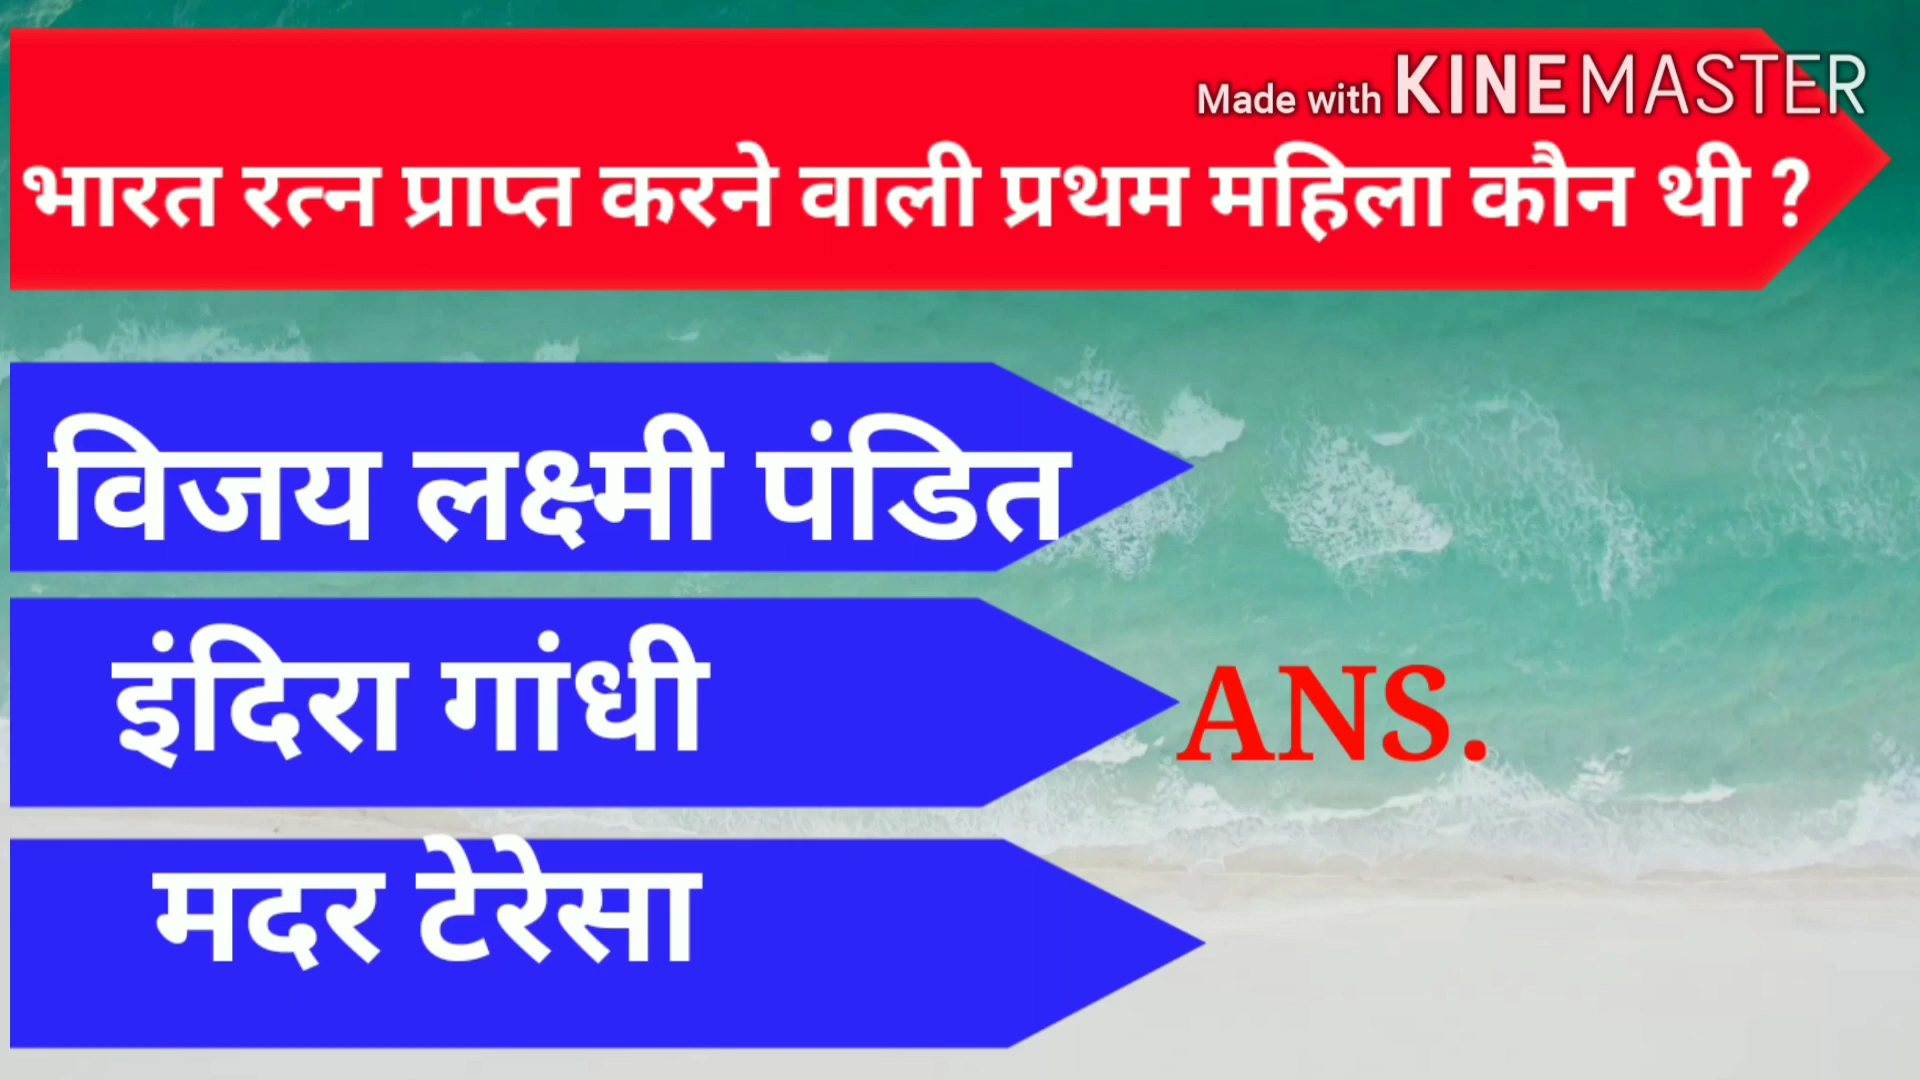 Made with KINEMASTER
भारत रत्न प्राप्त करने वाली प्रथम महिला कौन थी ?
विजय लक्ष्मी पंडित
इंदिरा गांधी
ANS.
मदर टेरेसा